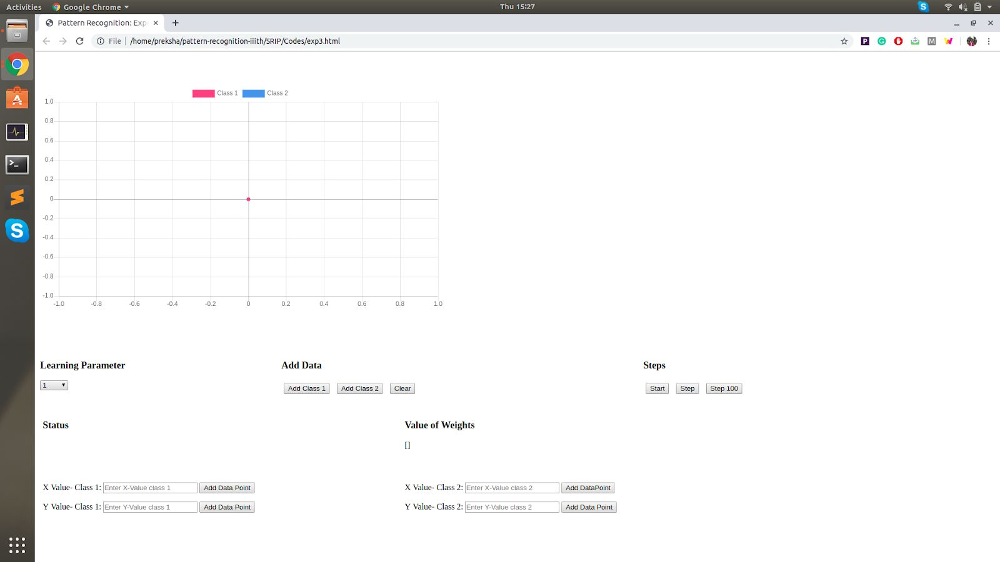 Activities Google Chrome Thu 15:27
Pattern Recognition: Exp
File /home/preksha/pattern-recognition-iiith/SRIP/Codes/exp3.html
Class 1 Class 2
1.0
0.8
0.6
0.4
0.2
0
-0.2
-0.4
-0.6
-0.8
-1.0
-1.0 -0.8 -0.6 -0.4 -0.2 0 0.2 0.4 0.6 0.8 1.0
Learning Parameter Add Data Steps
1 Add Class 1 Add Class 2 Clear Start Step Step 100
Status Value of Weights
[]
X Value- Class 1: Enter X-Value class 1 Add Data Point X Value- Class 2: Enter X-Value class 2 Add DataPoint
Y Value- Class 1: Enter Y-Value class 1 Add Data Point Y Value- Class 2: Enter Y-Value class 2 Add Data Point